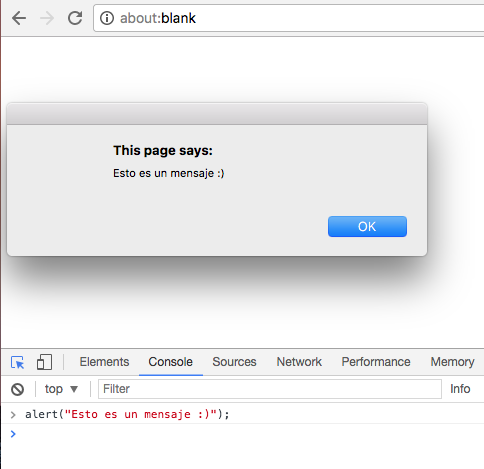 about:blank
This page says:
Esto es un mensaje :)
OK
Elements Console Sources Network Performance Memory
top ▼ Filter Info
> alert("Esto es un mensaje :)");
>